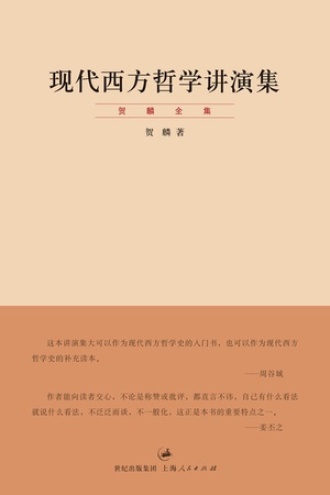 现代西方哲学讲演集
贺麟全集
贺 麟 著
这本讲演集大可以作为现代西方哲学史的入门书，也可以作为现代西方
哲学史的补充读本。
——周谷城
作者能向读者交心，不论是称赞或批评，都直言不讳，自己有什么看法
就说什么看法，不泛泛而谈，不一般化，这正是本书的重要特点之一。
——姜丕之
世纪出版集团 上海人民出版社